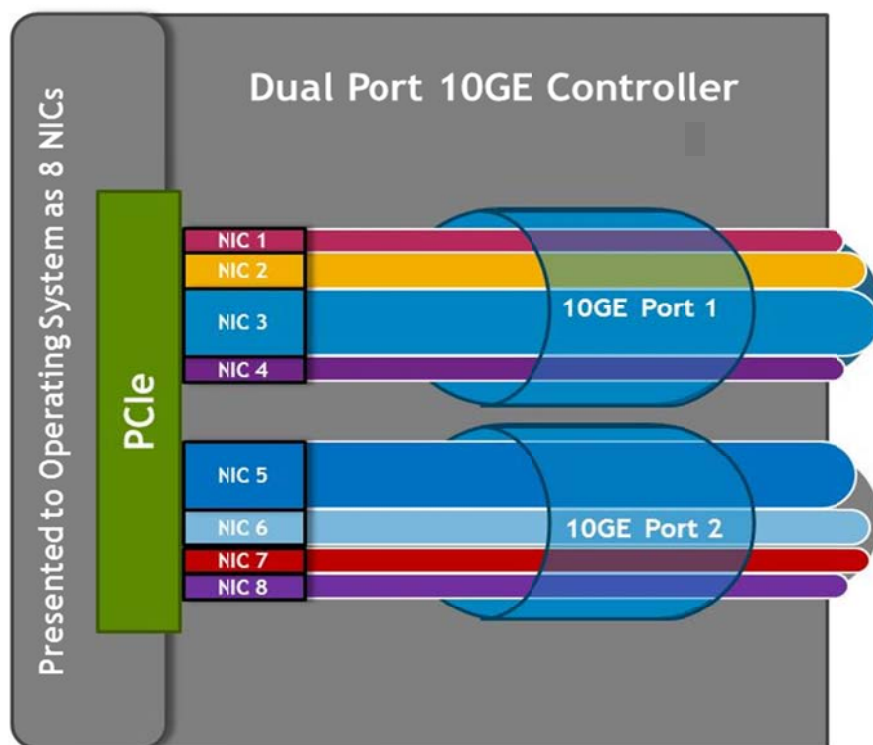 Dual Port 10GE Controller
Presented to Operating System as 8 NICs
PCIe
NIC 1
NIC 2
NIC 3
NIC 4
10GE Port 1
NIC 5
NIC 6
NIC 7
NIC 8
10GE Port 2